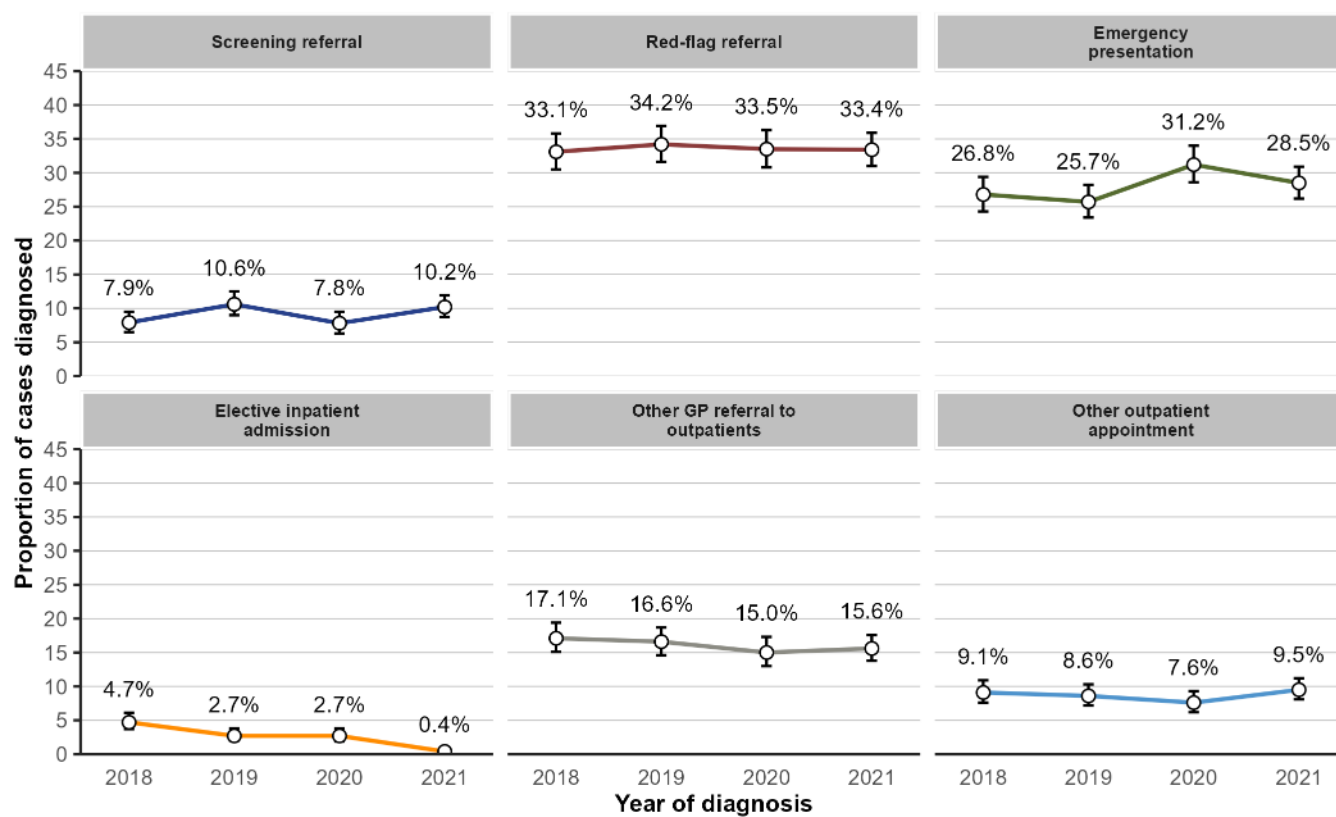 Screening referral
Red-flag referral
Emergency
presentation
45
40
35
30
25
20
15
10
5
0
7.9%
10.6%
7.8%
10.2%
33.1%
34.2%
33.5%
33.4%
26.8%
25.7%
31.2%
28.5%
Proportion of cases diagnosed
Elective inpatient
admission
Other GP referral to
outpatients
Other outpatient
appointment
45
40
35
30
25
20
15
10
5
0
4.7%
2.7%
2.7%
0.4%
17.1%
16.6%
15.0%
15.6%
9.1%
8.6%
7.6%
9.5%
2018 2019 2020 2021
2018 2019 2020 2021
2018 2019 2020 2021
Year of diagnosis